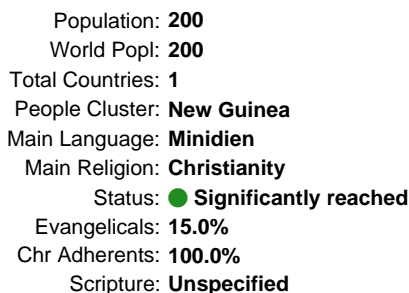 Population: 200
World Popl: 200
Total Countries: 1
People Cluster: New Guinea
Main Language: Minidien
Main Religion: Christianity
Status: Significantly reached
Evangelicals: 15.0%
Chr Adherents: 100.0%
Scripture: Unspecified